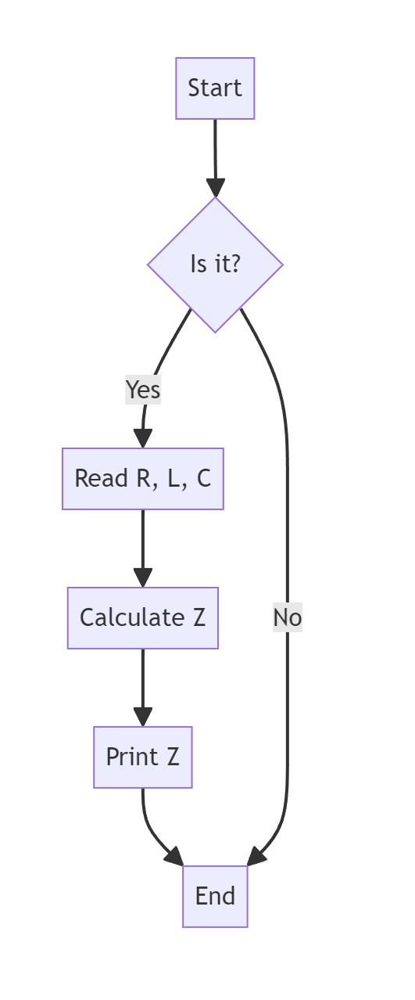 Start
Is it?
Yes
Read R, L, C
Calculate Z
No
Print Z
End